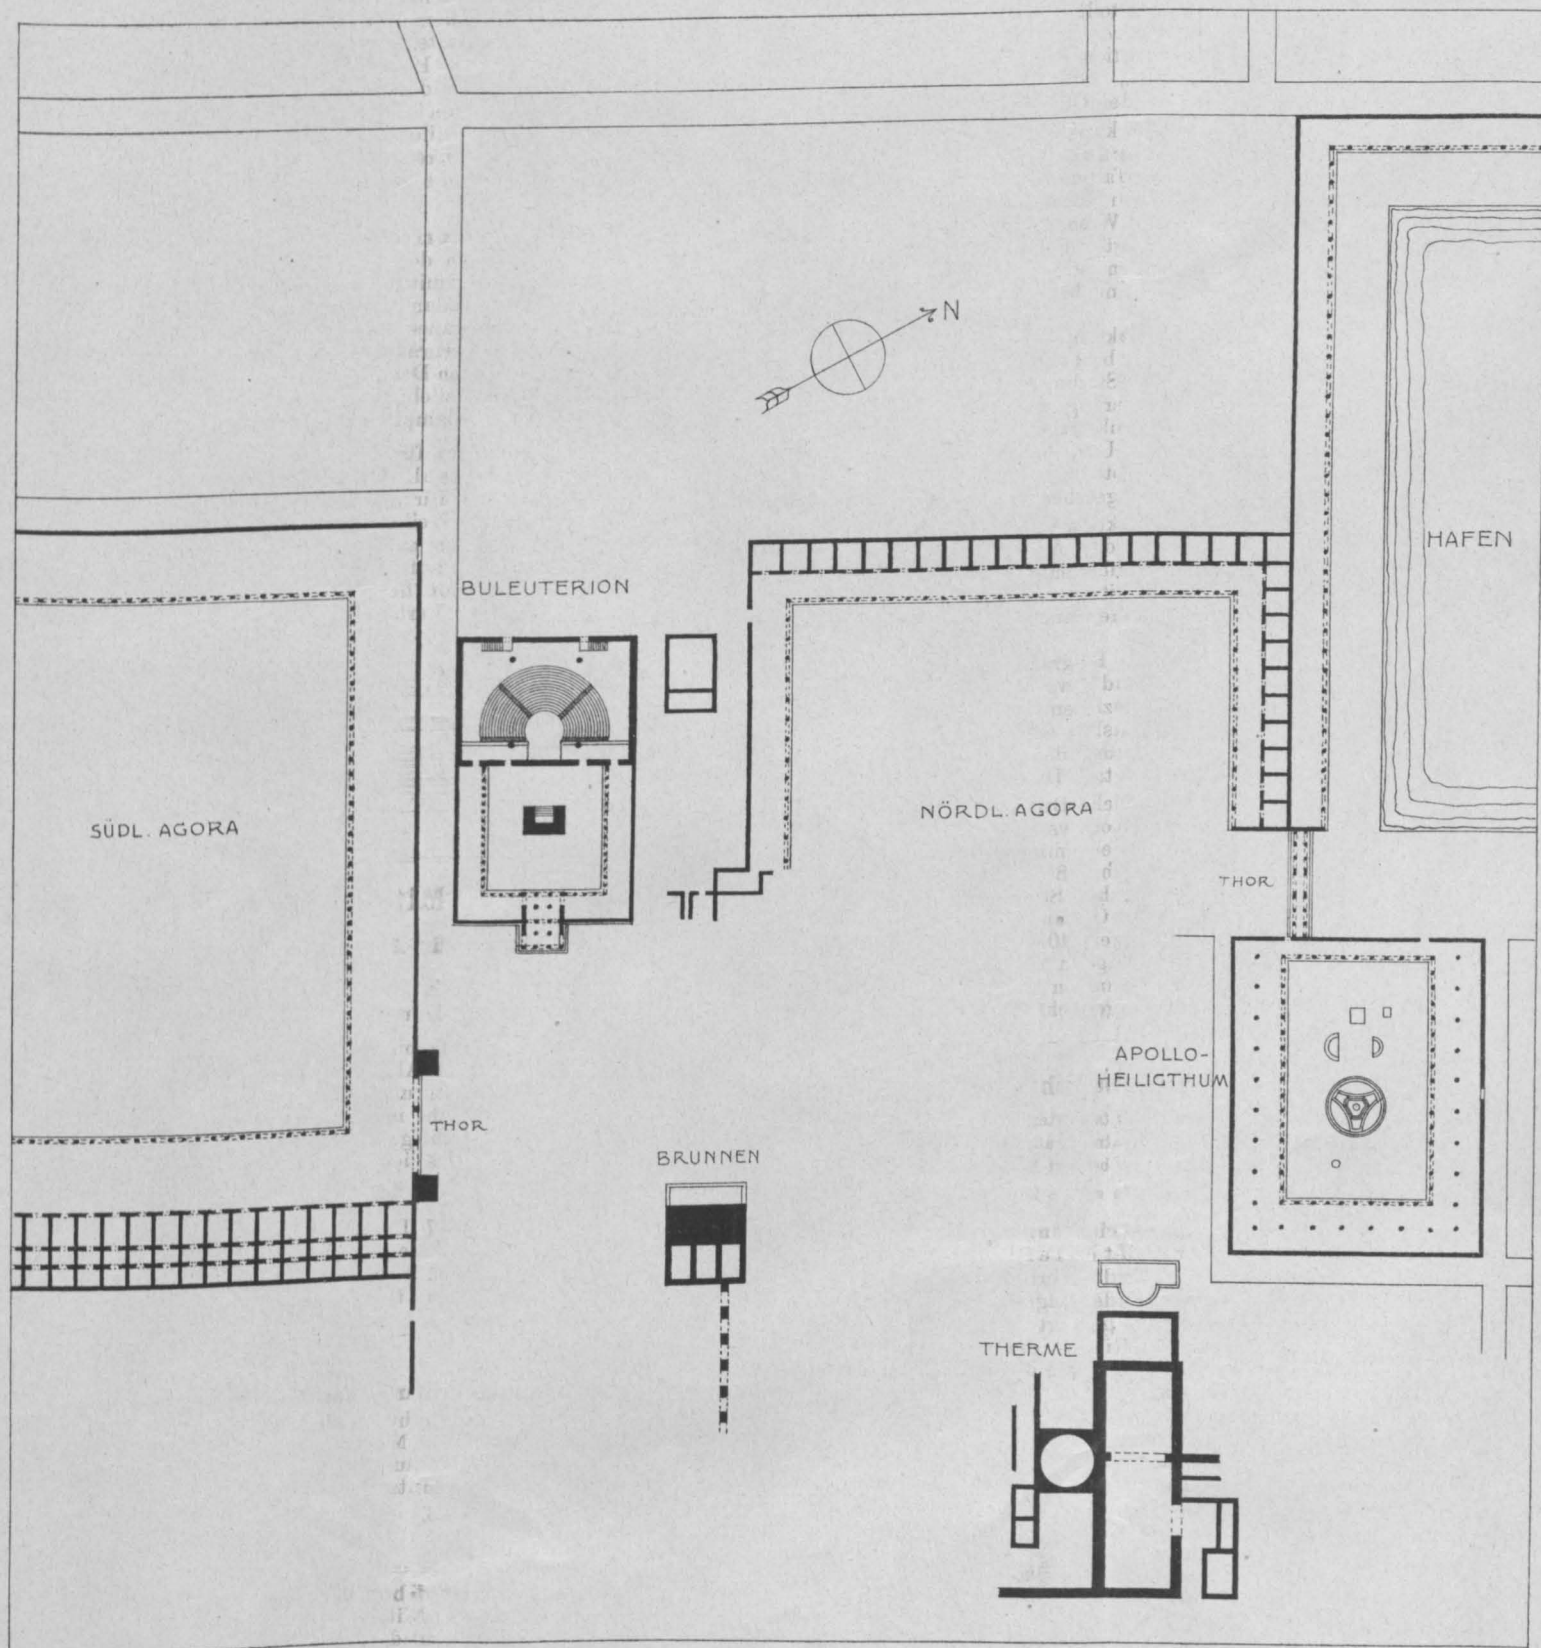 N
HAFEN
BULEUTERION
SÜDL. AGORA
NÖRDL. AGORA
THOR
APOLLO-
HEILIGTHUM
THOR
BRUNNEN
THERME